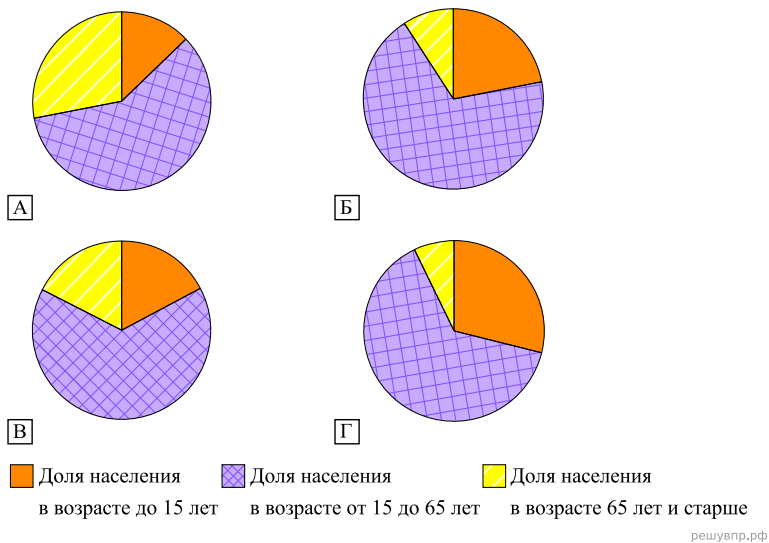 А
Б
В
Г
Доля населения
в возрасте до 15 лет
Доля населения
в возрасте от 15 до 65 лет
Доля населения
в возрасте 65 лет и старше
решувпр.рф